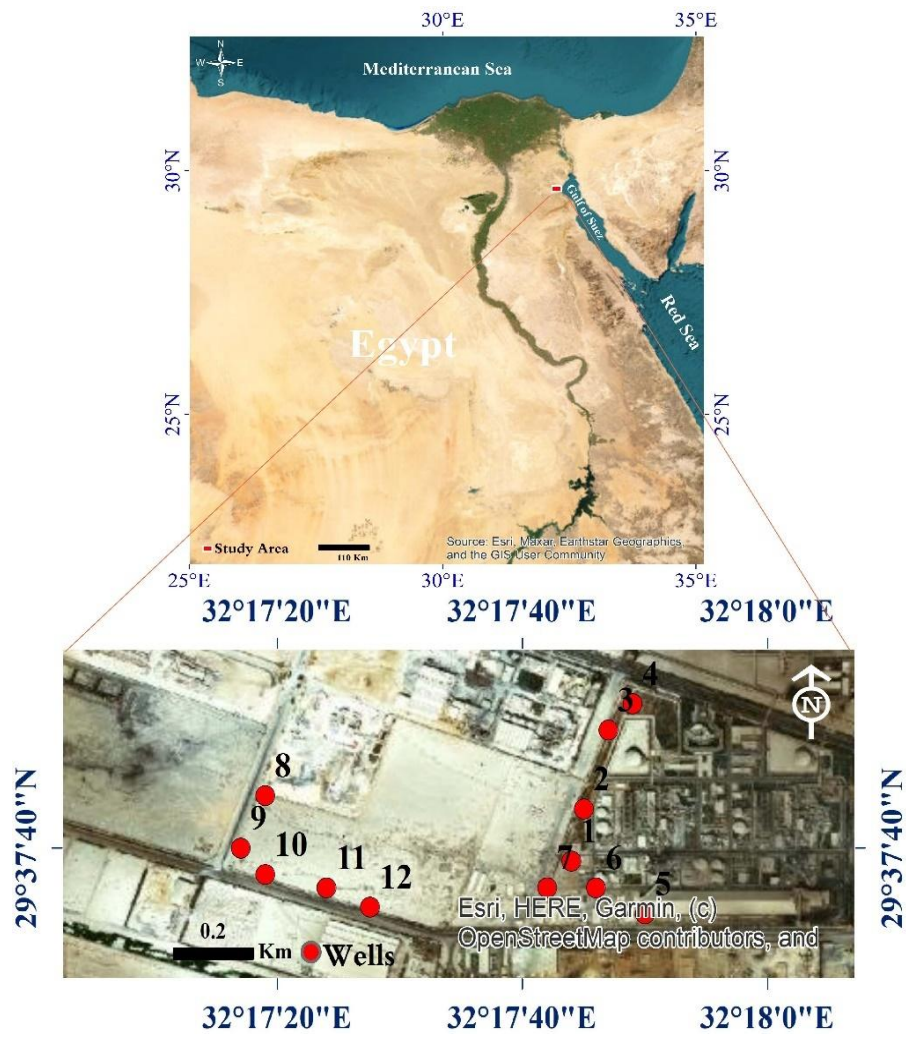 30°E 35°E
N
W E
S
Mediterranean Sea
30°N 30°N
Gulf of Suez
Red Sea
Egypt
25°N 25°N
Study Area
110 Km
Source: Esri, Maxar, Earthstar Geographics,
and the GIS User Community
25°E 30°E 35°E
32°17'20"E 32°17'40"E 32°18'0"E
4
3
N
8
2
9
1
29°37'40"N 29°37'40"N
10
7
6
11
12
5
Esri, HERE, Garmin, (c)
OpenStreetMap contributors, and
0.2
Km
Wells
32°17'20"E 32°17'40"E 32°18'0"E